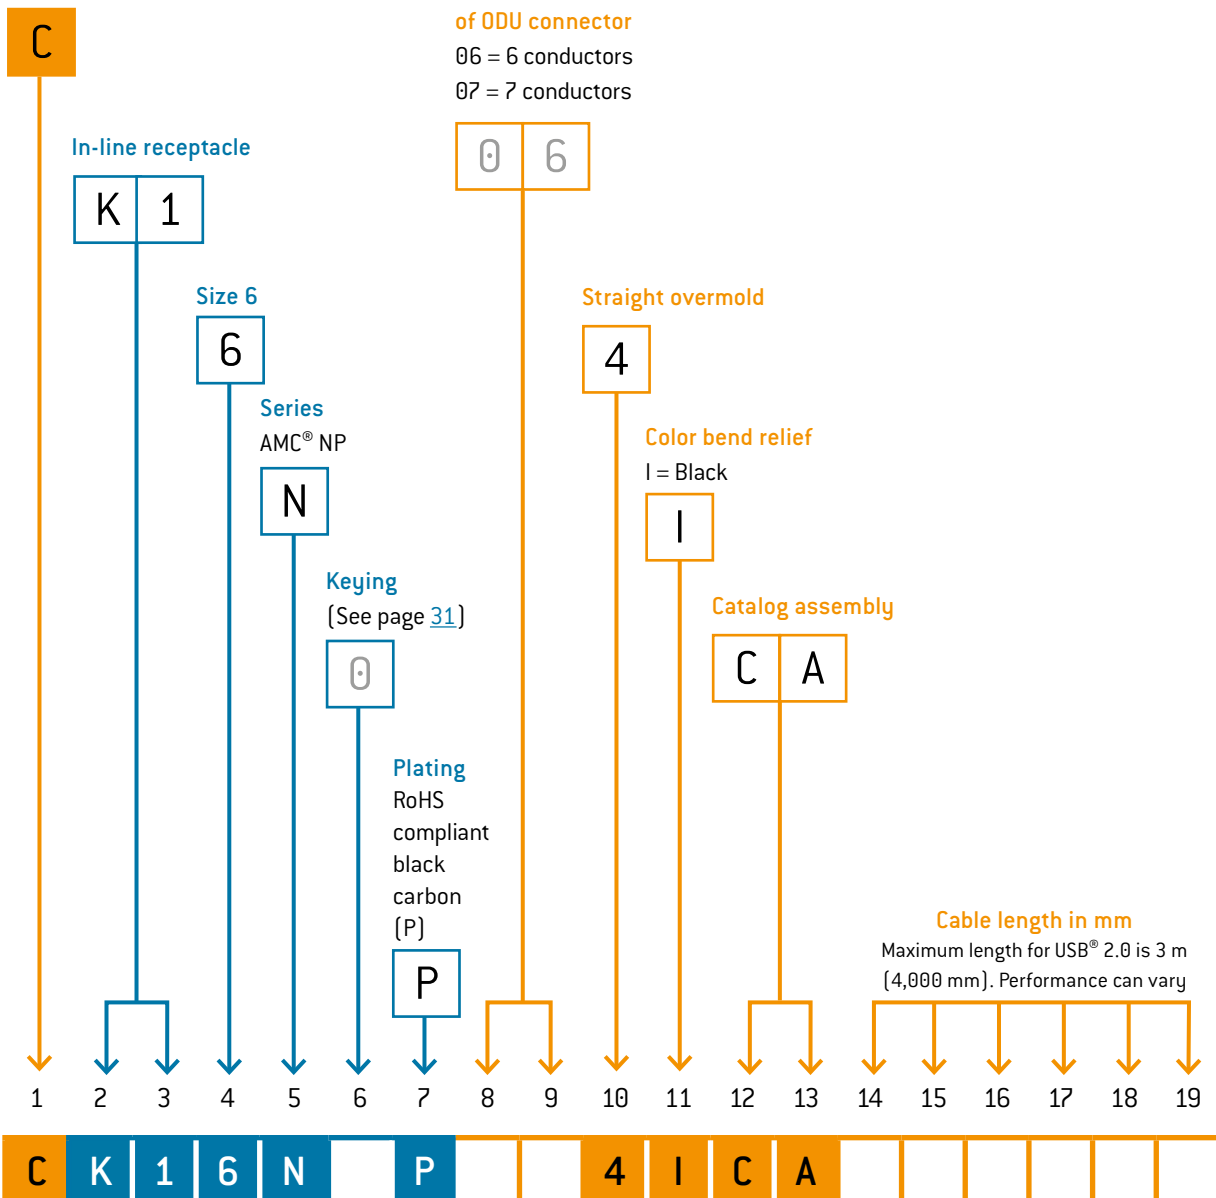 C
of ODU connector
06 = 6 conductors
07 = 7 conductors
0 6
In-line receptacle
K 1
Size 6
6
Straight overmold
4
Series
AMC® NP
N
Color bend relief
I = Black
I
Keying
(See page 31)
0
Catalog assembly
C A
Plating
RoHS
compliant
black
carbon
(P)
P
Cable length in mm
Maximum length for USB® 2.0 is 3 m
(4,000 mm). Performance can vary
1 2 3 4 5 6 7 8 9 10 11 12 13 14 15 16 17 18 19
C K 1 6 N P 4 I C A